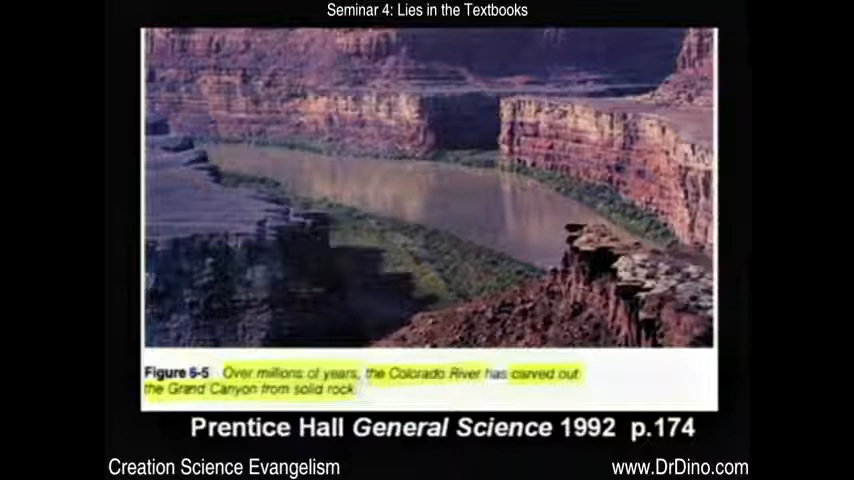 Seminar 4: Lies in the Textbooks
Figure 6-5 Over millions of years, the Colorado River has carved out
the Grand Canyon from solid rock.
Prentice Hall General Science 1992 p.174
Creation Science Evangelism
www.DrDino.com